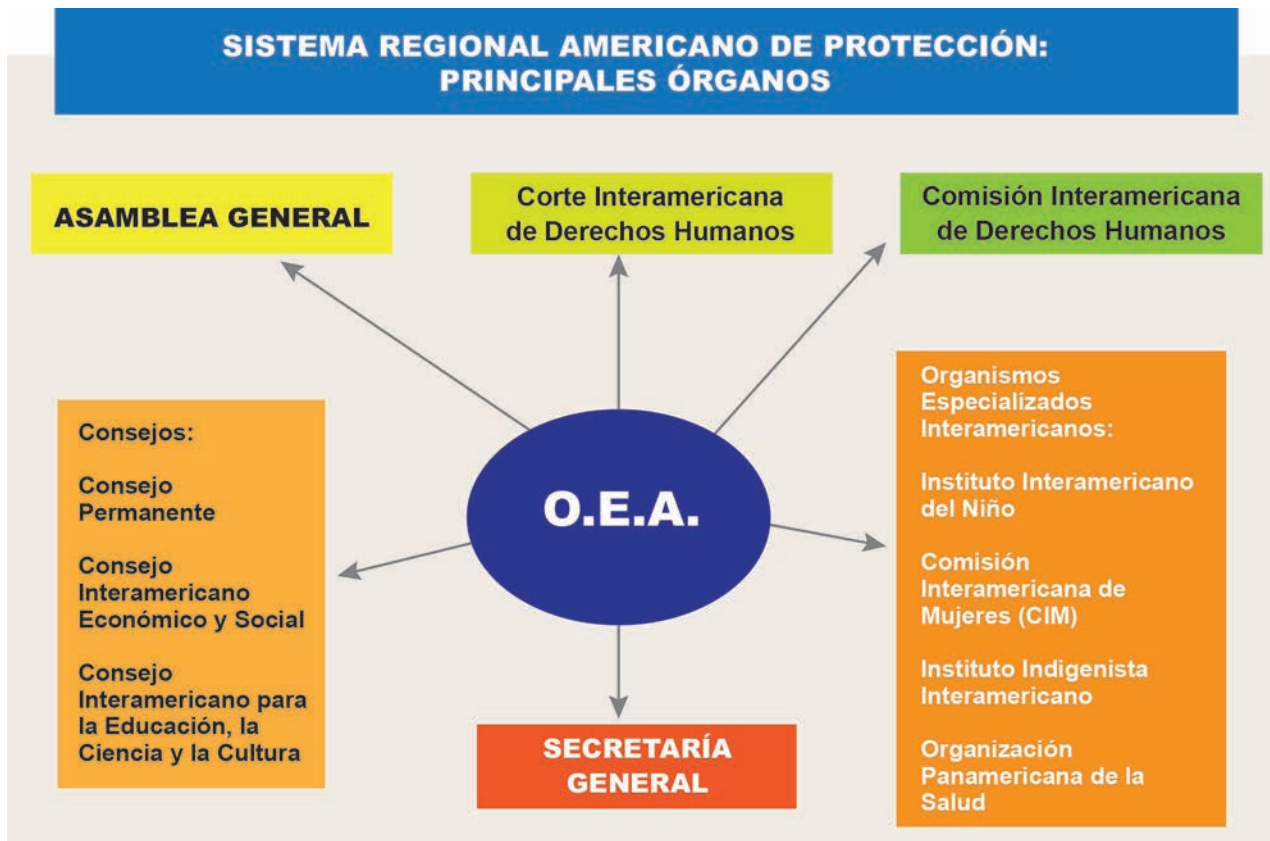 SISTEMA REGIONAL AMERICANO DE PROTECCIÓN:
PRINCIPALES ÓRGANOS
ASAMBLEA GENERAL
Corte Interamericana
de Derechos Humanos
Comisión Interamericana
de Derechos Humanos
Consejos:
Consejo
Permanente
Consejo
Interamericano
Económico y Social
Consejo
Interamericano para
la Educación, la
Ciencia y la Cultura
O.E.A.
Organismos
Especializados
Interamericanos:
Instituto Interamericano
del Niño
Comisión
Interamericana de
Mujeres (CIM)
Instituto Indigenista
Interamericano
Organización
Panamericana de la
Salud
SECRETARÍA
GENERAL